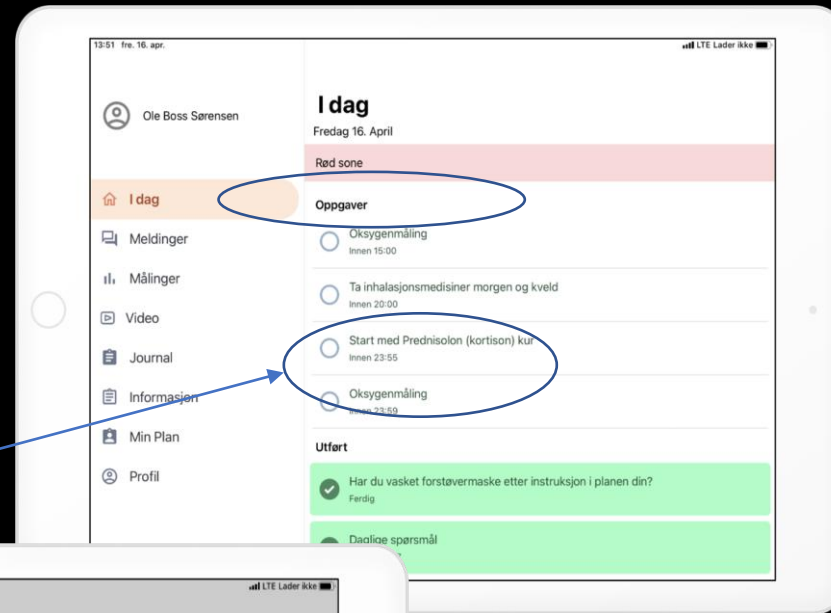 13:51 fre. 16. apr.
LTE Lader ikke
Ole Boss Sørensen
I dag
Meldinger
Målinger
Video
Journal
Informasjon
Min Plan
Profil
I dag
Fredag 16. April
Rød sone
Oppgaver
Oksygenmåling
Innen 15:00
Ta inhalasjonsmedisiner morgen og kveld
Innen 20:00
Start med Prednisolon (kortison) kur
Innen 23:55
Oksygenmåling
Innen 23:59
Utført
Har du vasket forstøvermaske etter instruksjon i planen din?
Ferdig
Daglige spørsmål
LTE Lader ikke